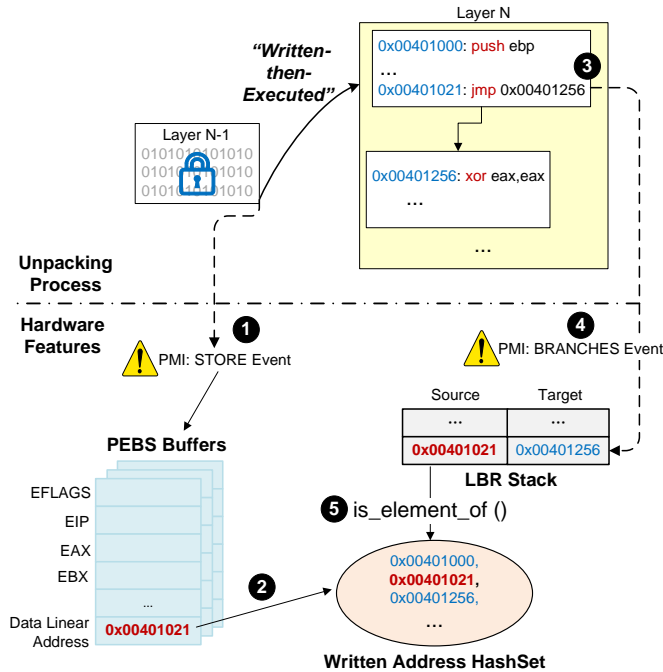 Layer N
"Written-
then-
Executed"
0x00401000: push ebp
...
0x00401021: jmp 0x00401256
3
Layer N-1
0101010101010
0101010101010
0101010101010
0x00401256: xor eax,eax
...
...
Unpacking
Process
Hardware
Features
1
PMI: STORE Event
4
PMI: BRANCHES Event
Source Target
... ...
0x00401021 0x00401256
LBR Stack
PEBS Buffers
EFLAGS
EIP
EAX
EBX
...
Data Linear
Address
0x00401021
2
5 is_element_of ()
0x00401000,
0x00401021,
0x00401256,
...
Written Address HashSet